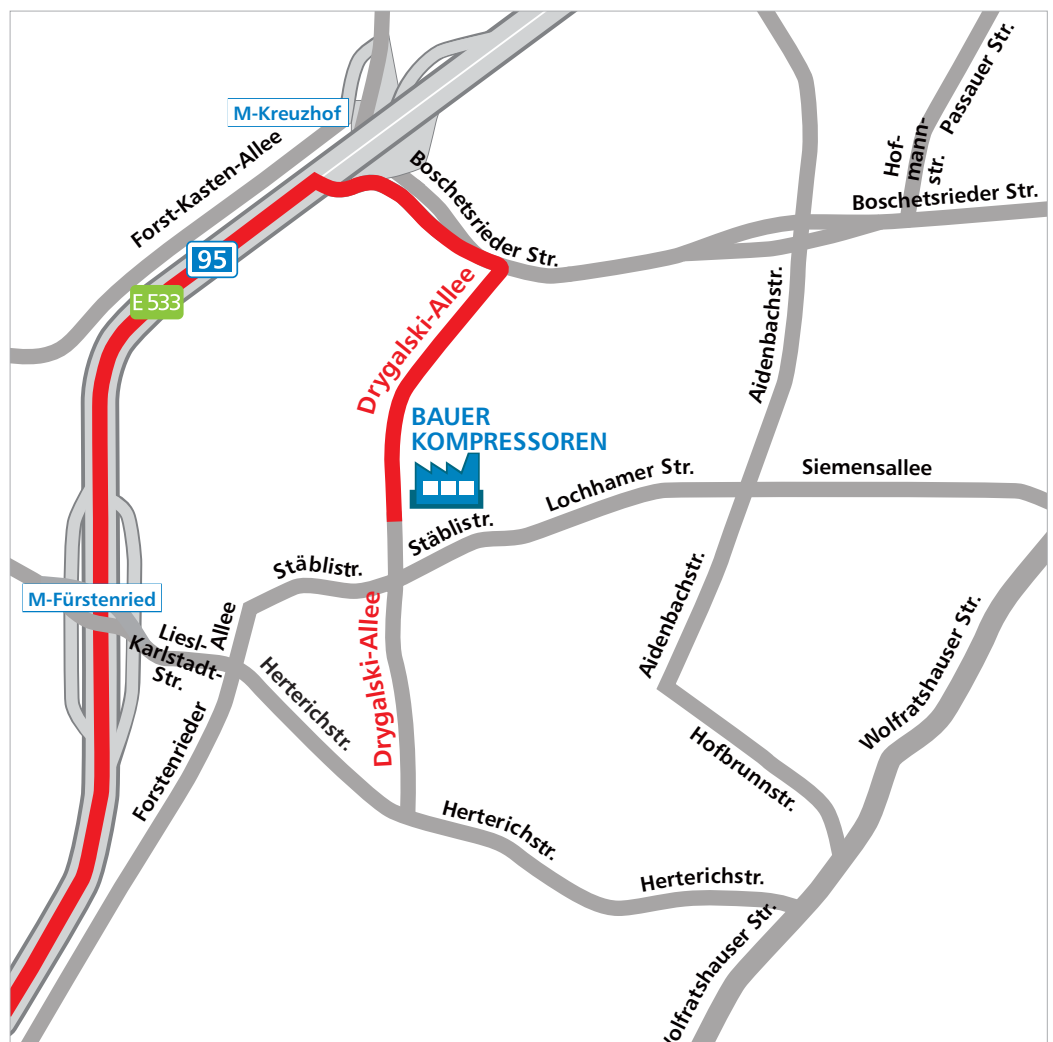 Passauer Str.
M-Kreuzhof
Forst-Kasten-Allee
Hof-
mann-
str.
Boschetsrieder Str.
Boschetsrieder Str.
95
E 533
Drygalski-Allee
Aidenbachstr.
BAUER
KOMPRESSOREN
Lochhamer Str.
Siemensallee
Stäblistr.
Stäblistr.
M-Fürstenried
Allee
Liesl-
Karlstadt-
Str.
Drygalski-Allee
Aidenbachstr.
Wolfratshauser Str.
Herterichstr.
Forstenrieder
Hofbrunnstr.
Herterichstr.
Herterichstr.
olfratshauser Str.